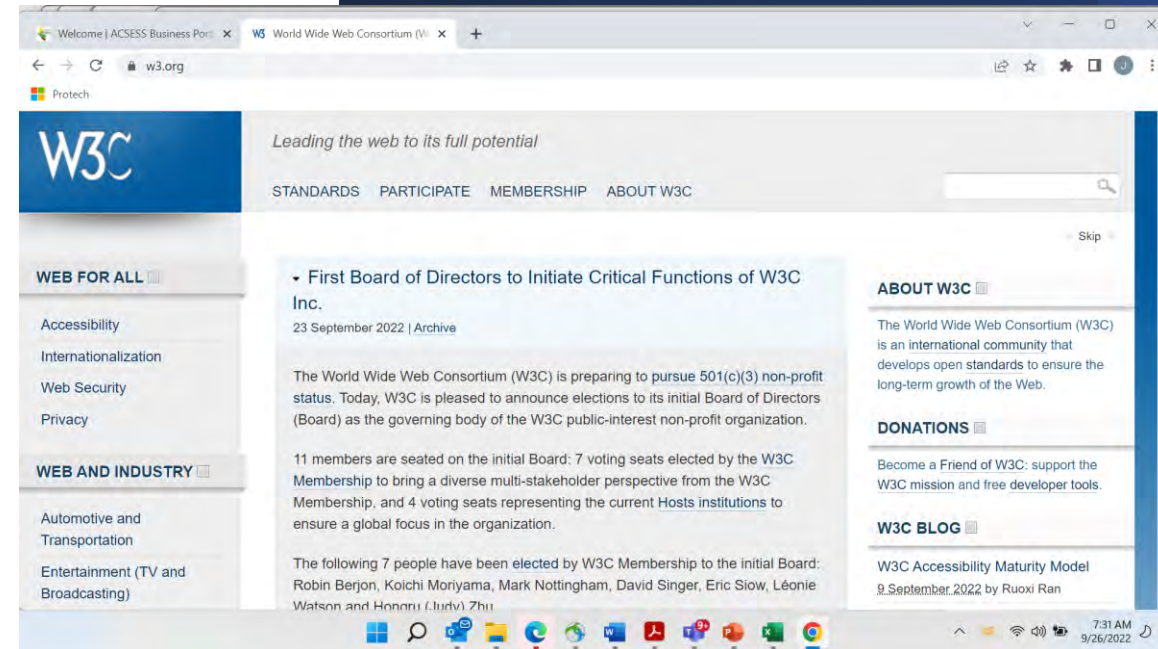 Welcome | ACSESS Business Port
World Wide Web Consortium (W
w3.org
Protech
W3C
Leading the web to its full potential
STANDARDS PARTICIPATE MEMBERSHIP ABOUT W3C
Skip
WEB FOR ALL
Accessibility
Internationalization
Web Security
Privacy
WEB AND INDUSTRY
Automotive and
Transportation
Entertainment (TV and
Broadcasting)
First Board of Directors to Initiate Critical Functions of W3C
Inc.
23 September 2022 | Archive
The World Wide Web Consortium (W3C) is preparing to pursue 501(c)(3) non-profit
status. Today, W3C is pleased to announce elections to its initial Board of Directors
(Board) as the governing body of the W3C public-interest non-profit organization.
11 members are seated on the initial Board: 7 voting seats elected by the W3C
Membership to bring a diverse multi-stakeholder perspective from the W3C
Membership, and 4 voting seats representing the current Hosts institutions to
ensure a global focus in the organization.
The following 7 people have been elected by W3C Membership to the initial Board:
Robin Berjon, Koichi Moriyama, Mark Nottingham, David Singer, Eric Siow, Léonie
Watson and Hongru (Judy) Zhu
ABOUT W3C
The World Wide Web Consortium (W3C)
is an international community that
develops open standards to ensure the
long-term growth of the Web.
DONATIONS
Become a Friend of W3C: support the
W3C mission and free developer tools.
W3C BLOG
W3C Accessibility Maturity Model
9 September 2022 by Ruoxi Ran
7:31 AM
9/26/2022